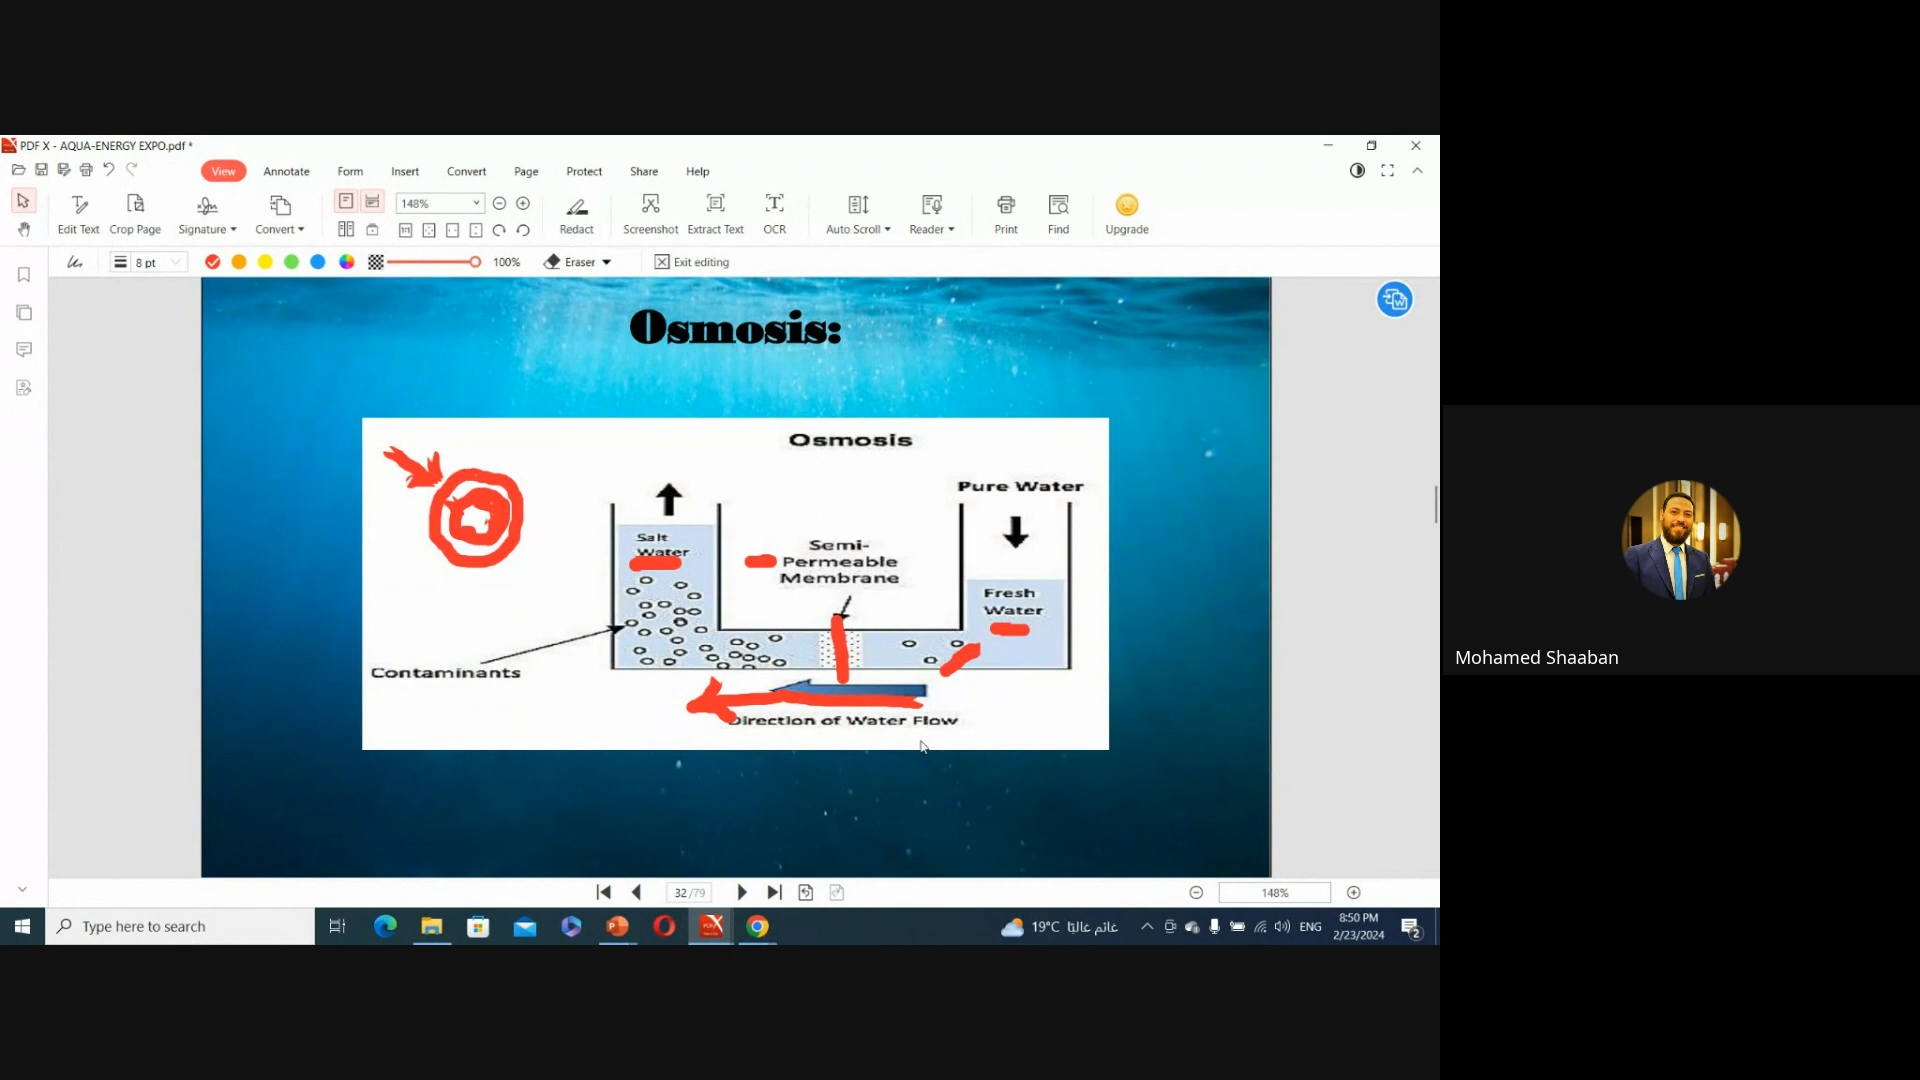 PDF X - AQUA-ENERGY EXPO.pdf *
View Annotate Form Insert Convert Page Protect Share Help
148%
Edit Text Crop Page Signature Convert Redact Screenshot Extract Text OCR Auto Scroll Reader Print Find Upgrade
8 pt 100% Eraser Exit editing
Osmosis:
Osmosis
Pure Water
Salt
Water
Semi-
Permeable
Membrane
Fresh
Water
Contaminants
Direction of Water Flow
Mohamed Shaaban
32/79
148%
Type here to search
19°C غائم غالبًا
ENG
8:50 PM
2/23/2024
2